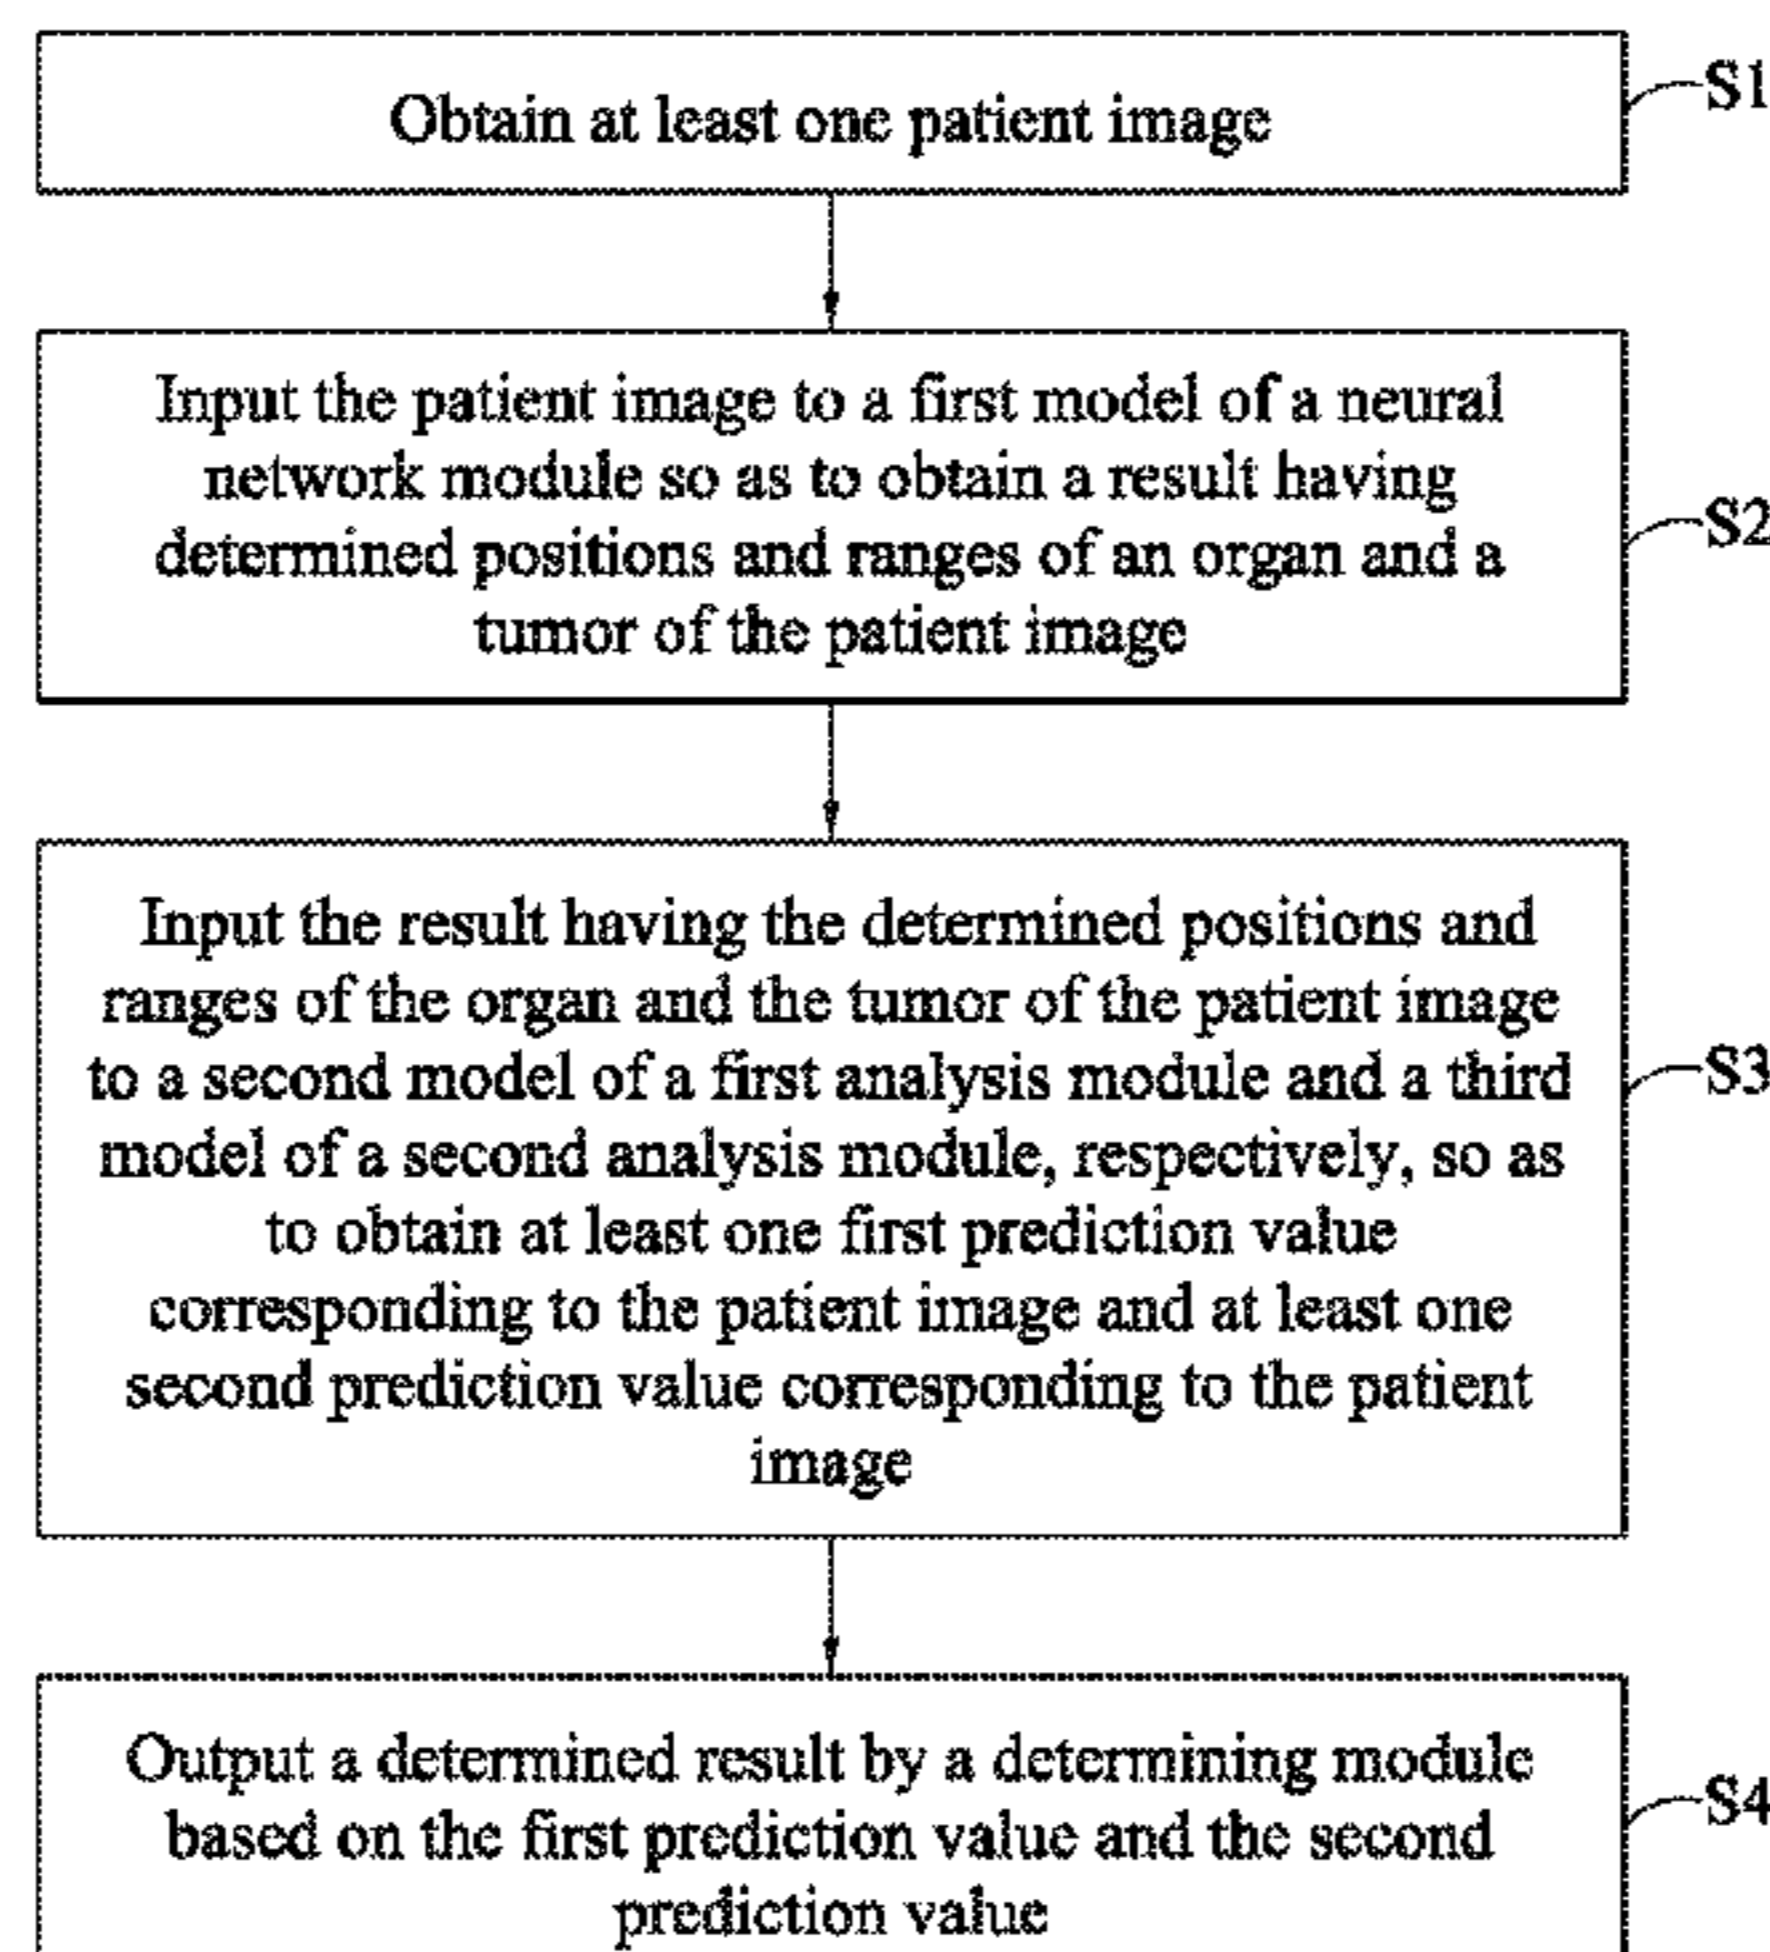 Obtain at least one patient image
S1
Input the patient image to a first model of a neural
network module so as to obtain a result having
determined positions and ranges of an organ and a
tumor of the patient image
S2
Input the result having the determined positions and
ranges of the organ and the tumor of the patient image
to a second model of a first analysis module and a third
model of a second analysis module, respectively, so as
to obtain at least one first prediction value
corresponding to the patient image and at least one
second prediction value corresponding to the patient
image
S3
Output a determined result by a determining module
based on the first prediction value and the second
prediction value
S4